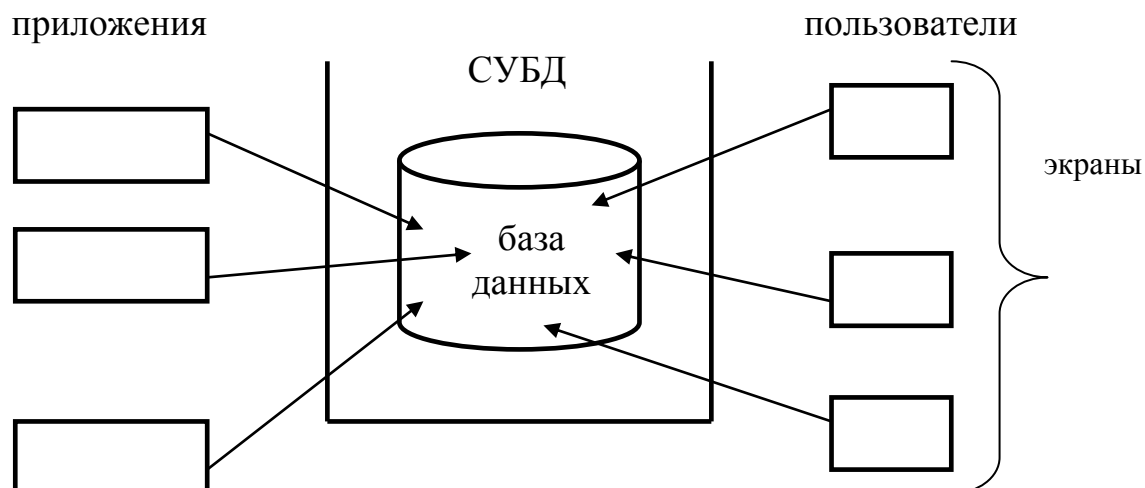 приложения
пользователи
СУБД
экраны
база
данных